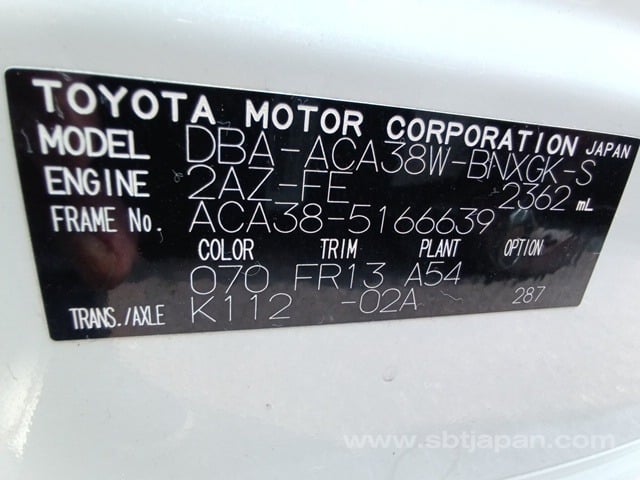 TOYOTA MOTOR CORPORATION JAPAN
MODEL DBA-ACA38W-BNXGK-S
ENGINE 2AZ-FE 2362 mL
FRAME No. ACA38-5166639
COLOR TRIM PLANT OPTION
070 FR13 A54
TRANS./AXLE K112 -02A 287
www.sbtjapan.com